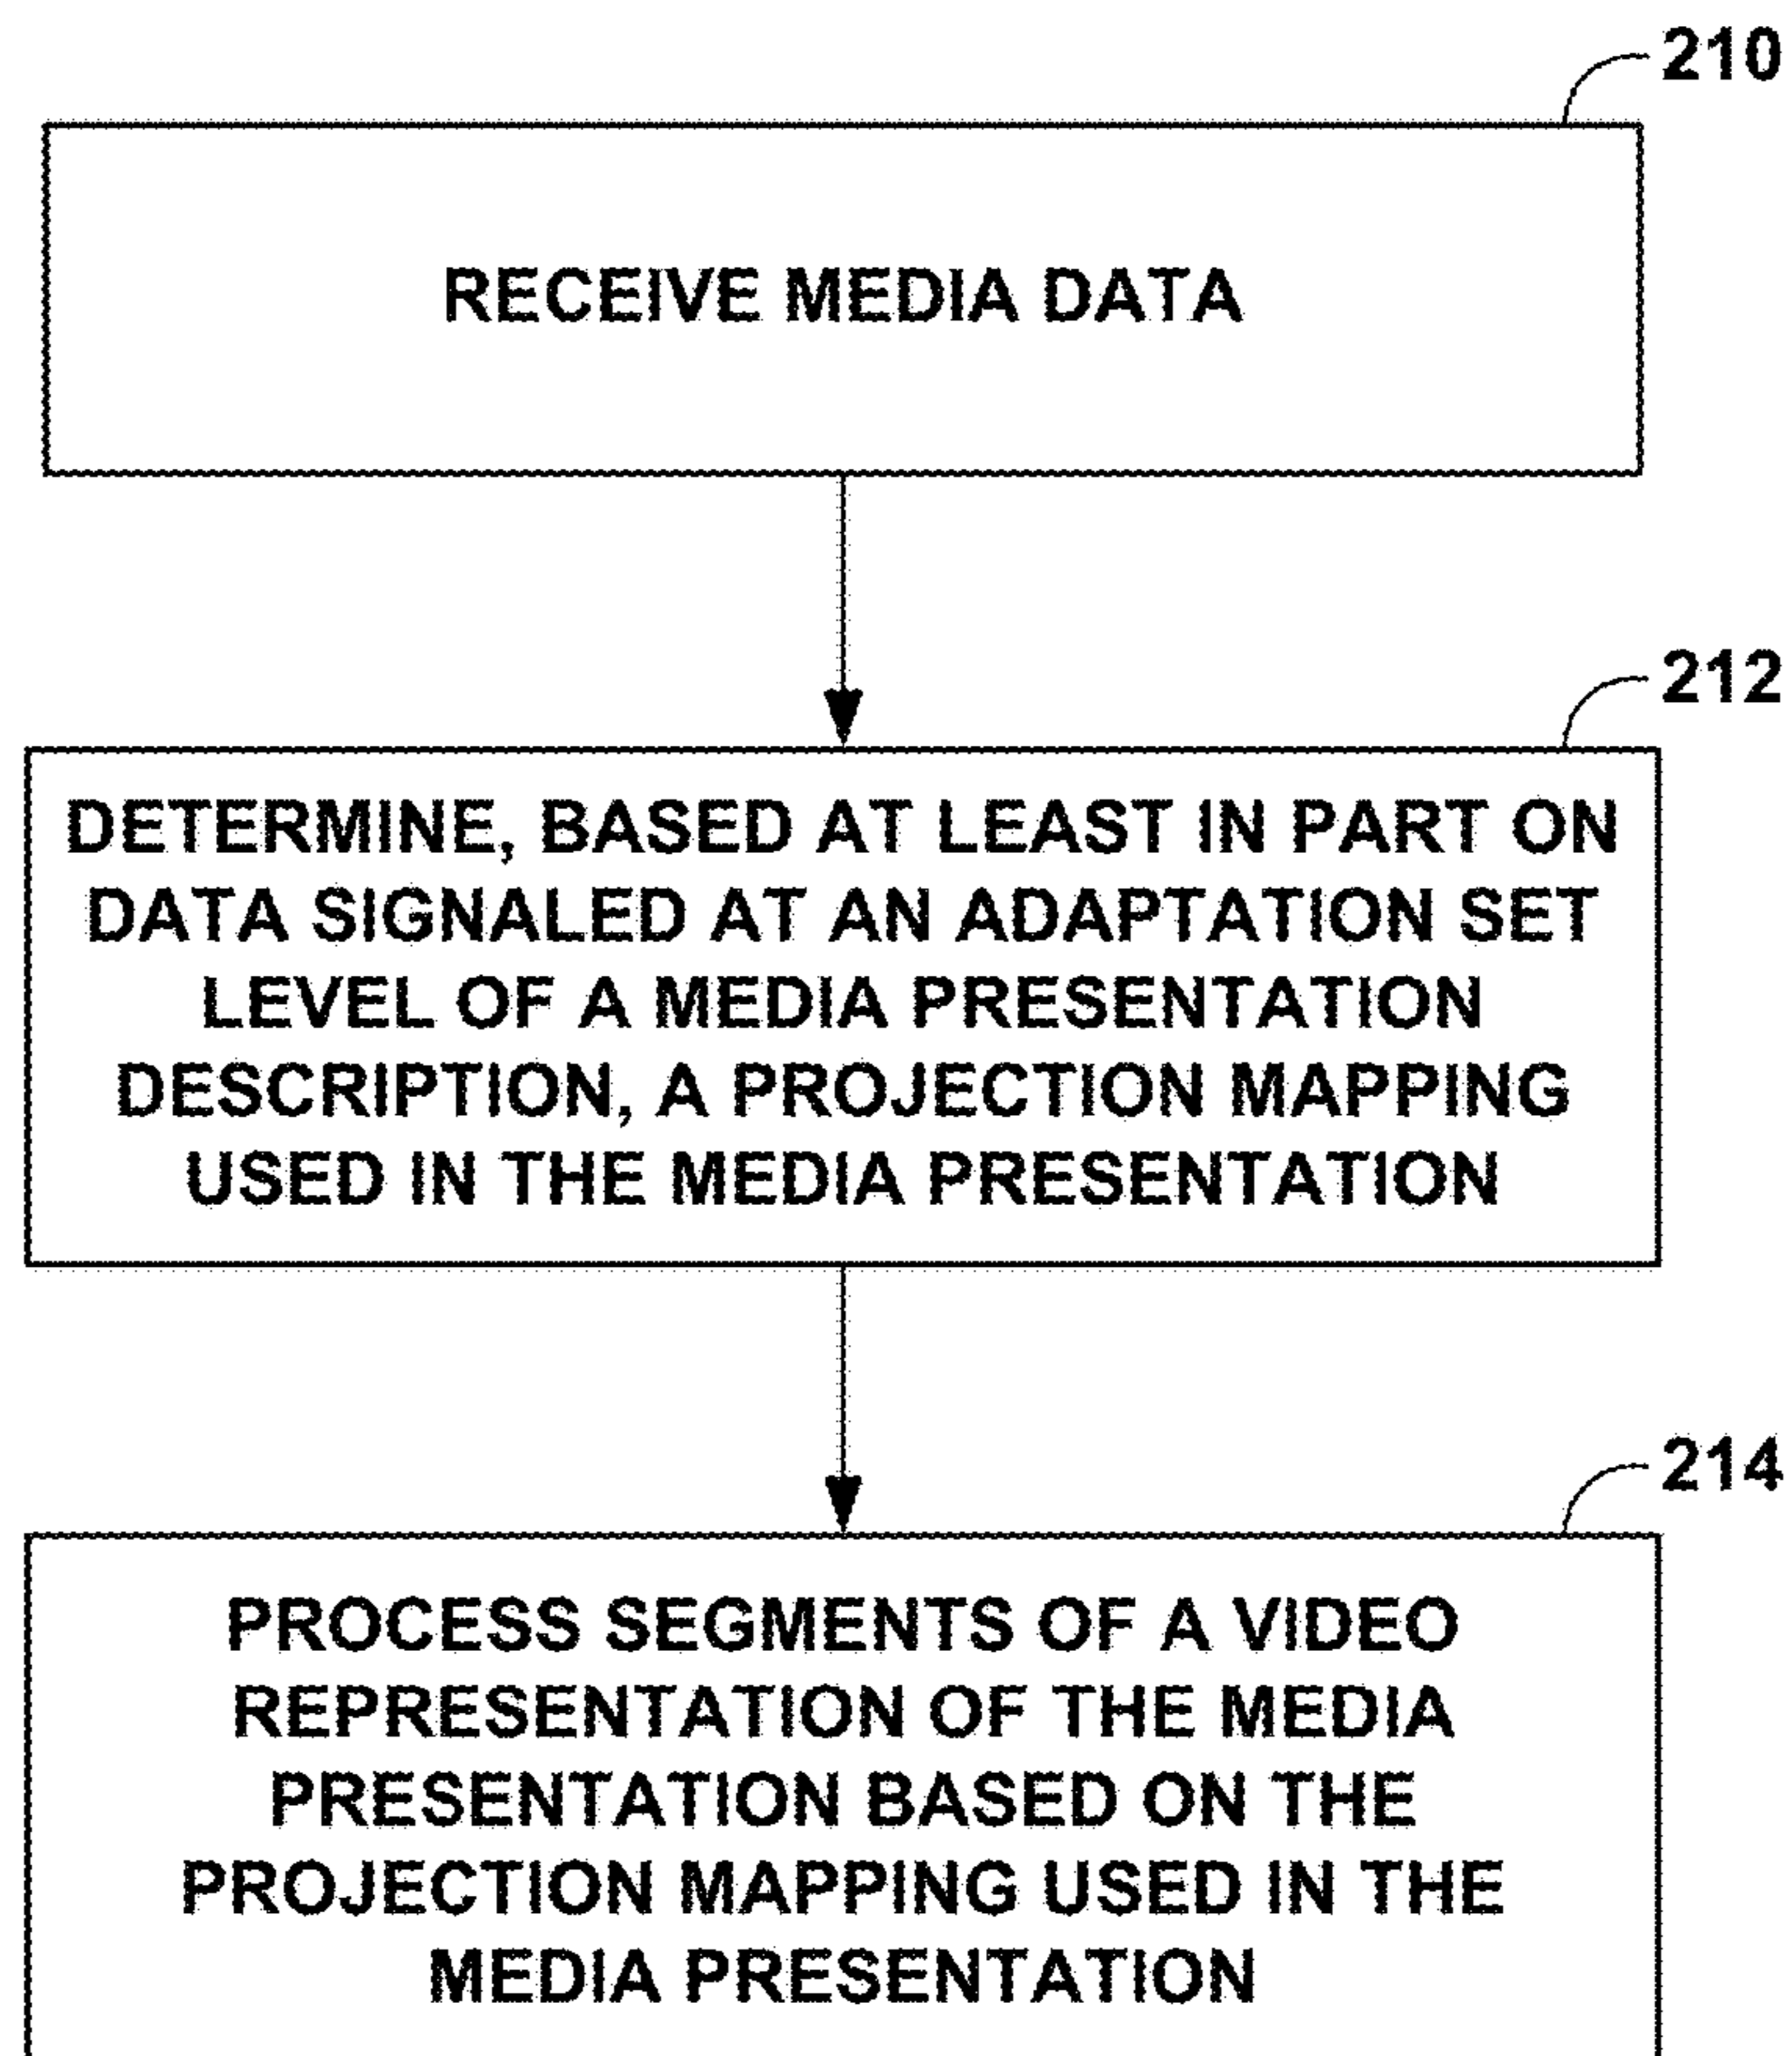 210
RECEIVE MEDIA DATA
212
DETERMINE, BASED AT LEAST IN PART ON
DATA SIGNALED AT AN ADAPTATION SET
LEVEL OF A MEDIA PRESENTATION
DESCRIPTION, A PROJECTION MAPPING
USED IN THE MEDIA PRESENTATION
214
PROCESS SEGMENTS OF A VIDEO
REPRESENTATION OF THE MEDIA
PRESENTATION BASED ON THE
PROJECTION MAPPING USED IN THE
MEDIA PRESENTATION